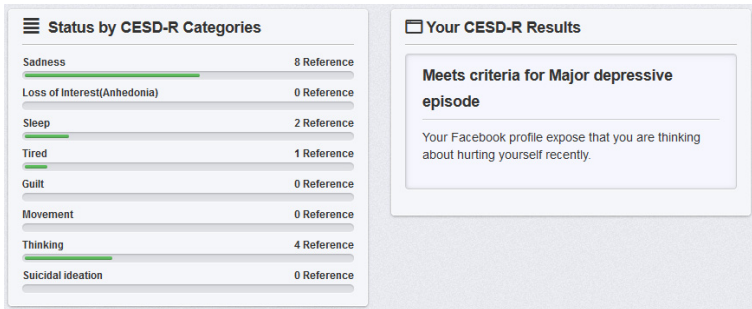 Status by CESD-R Categories
Sadness 8 Reference
Loss of Interest(Anhedonia) 0 Reference
Sleep 2 Reference
Tired 1 Reference
Guilt 0 Reference
Movement 0 Reference
Thinking 4 Reference
Suicidal ideation 0 Reference
Your CESD-R Results
Meets criteria for Major depressive
episode
Your Facebook profile expose that you are thinking
about hurting yourself recently.